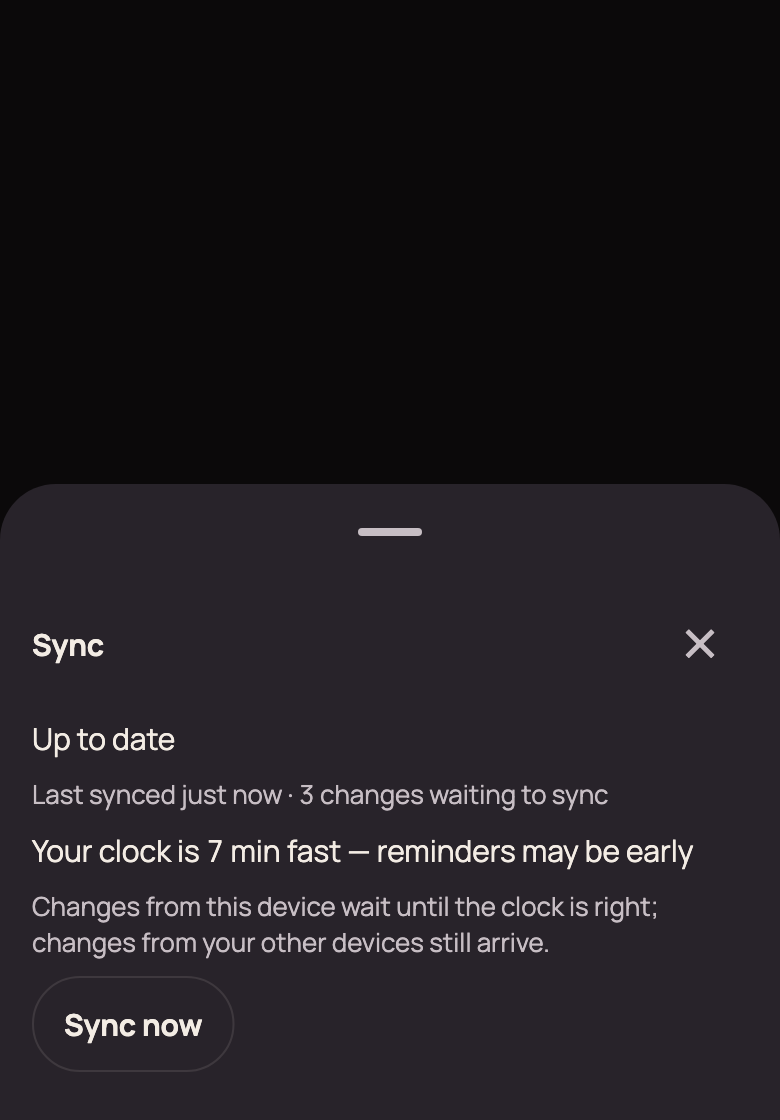 Sync
Up to date
Last synced just now · 3 changes waiting to sync
Your clock is 7 min fast — reminders may be early
Changes from this device wait until the clock is right;
changes from your other devices still arrive.
Sync now